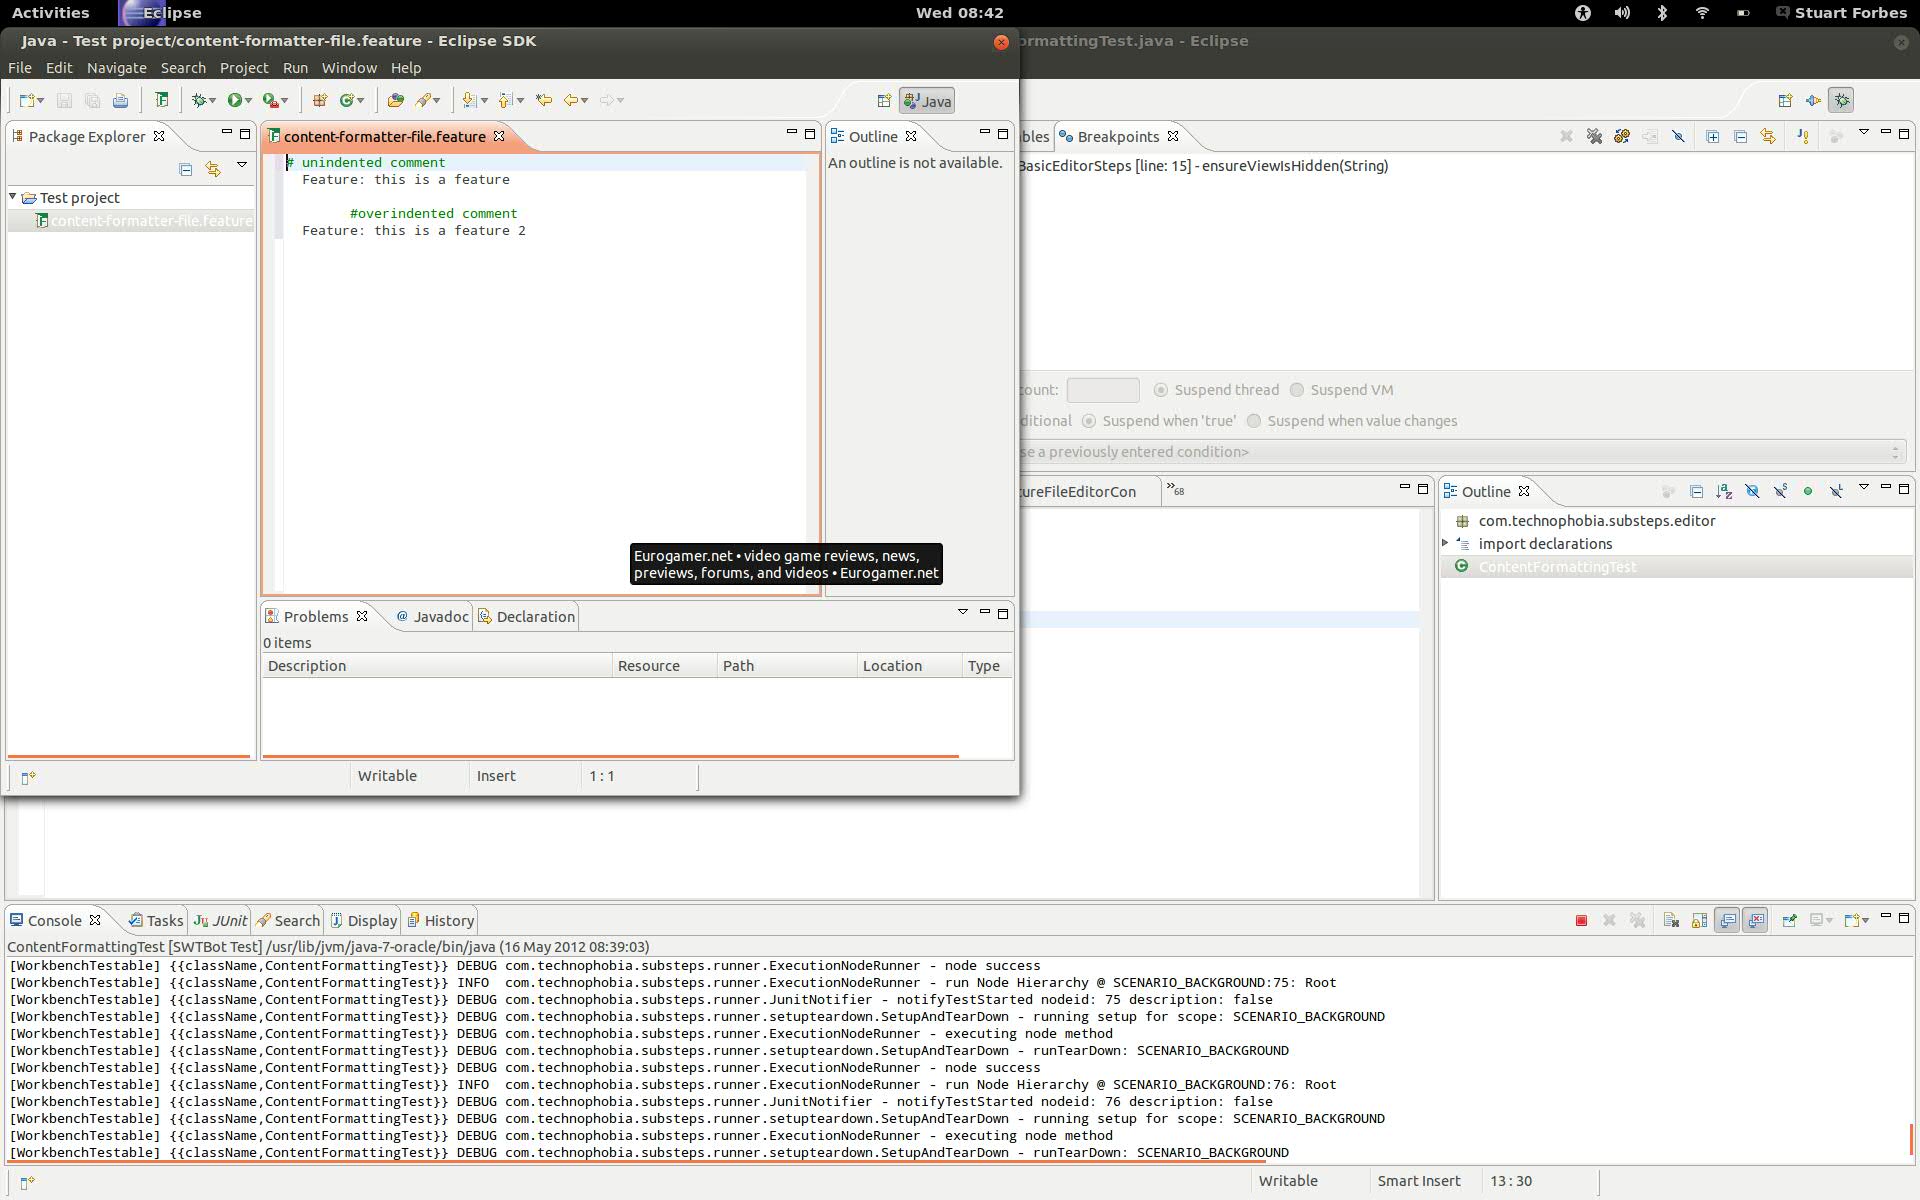 Activities Eclipse Wed 08:42 Stuart Forbes
Java - Test project/content-formatter-file.feature - Eclipse SDK
ormattingTest.java - Eclipse
File Edit Navigate Search Project Run Window Help
Java
Package Explorer
Test project
content-formatter-file.feature
content-formatter-file.feature
# unindented comment
Feature: this is a feature
#overindented comment
Feature: this is a feature 2
Outline
An outline is not available.
bles Breakpoints
BasicEditorSteps [line: 15] - ensureViewIsHidden(String)
ount: Suspend thread Suspend VM
ditional Suspend when 'true' Suspend when value changes
se a previously entered condition>
Eurogamer.net • video game reviews, news,
previews, forums, and videos • Eurogamer.net
Problems @ Javadoc Declaration
0 items
Description Resource Path Location Type
Writable Insert 1 : 1
ureFileEditorCon »68
Outline
com.technophobia.substeps.editor
import declarations
ContentFormattingTest
Console Tasks JUnit Search Display History
ContentFormattingTest [SWTBot Test] /usr/lib/jvm/java-7-oracle/bin/java (16 May 2012 08:39:03)
[WorkbenchTestable] {{className,ContentFormattingTest}} DEBUG com.technophobia.substeps.runner.ExecutionNodeRunner - node success
[WorkbenchTestable] {{className,ContentFormattingTest}} INFO  com.technophobia.substeps.runner.ExecutionNodeRunner - run Node Hierarchy @ SCENARIO_BACKGROUND:75: Root
[WorkbenchTestable] {{className,ContentFormattingTest}} DEBUG com.technophobia.substeps.runner.JunitNotifier - notifyTestStarted nodeid: 75 description: false
[WorkbenchTestable] {{className,ContentFormattingTest}} DEBUG com.technophobia.substeps.runner.setupteardown.SetupAndTearDown - running setup for scope: SCENARIO_BACKGROUND
[WorkbenchTestable] {{className,ContentFormattingTest}} DEBUG com.technophobia.substeps.runner.ExecutionNodeRunner - executing node method
[WorkbenchTestable] {{className,ContentFormattingTest}} DEBUG com.technophobia.substeps.runner.setupteardown.SetupAndTearDown - runTearDown: SCENARIO_BACKGROUND
[WorkbenchTestable] {{className,ContentFormattingTest}} DEBUG com.technophobia.substeps.runner.ExecutionNodeRunner - node success
[WorkbenchTestable] {{className,ContentFormattingTest}} INFO  com.technophobia.substeps.runner.ExecutionNodeRunner - run Node Hierarchy @ SCENARIO_BACKGROUND:76: Root
[WorkbenchTestable] {{className,ContentFormattingTest}} DEBUG com.technophobia.substeps.runner.JunitNotifier - notifyTestStarted nodeid: 76 description: false
[WorkbenchTestable] {{className,ContentFormattingTest}} DEBUG com.technophobia.substeps.runner.setupteardown.SetupAndTearDown - running setup for scope: SCENARIO_BACKGROUND
[WorkbenchTestable] {{className,ContentFormattingTest}} DEBUG com.technophobia.substeps.runner.ExecutionNodeRunner - executing node method
[WorkbenchTestable] {{className,ContentFormattingTest}} DEBUG com.technophobia.substeps.runner.setupteardown.SetupAndTearDown - runTearDown: SCENARIO_BACKGROUND
Writable Smart Insert 13 : 30